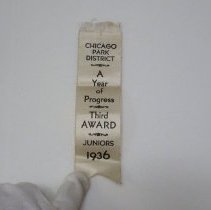 CHICAGO
PARK
DISTRICT
A
Year
of
Progress
Third
AWARD
JUNIORS
1936